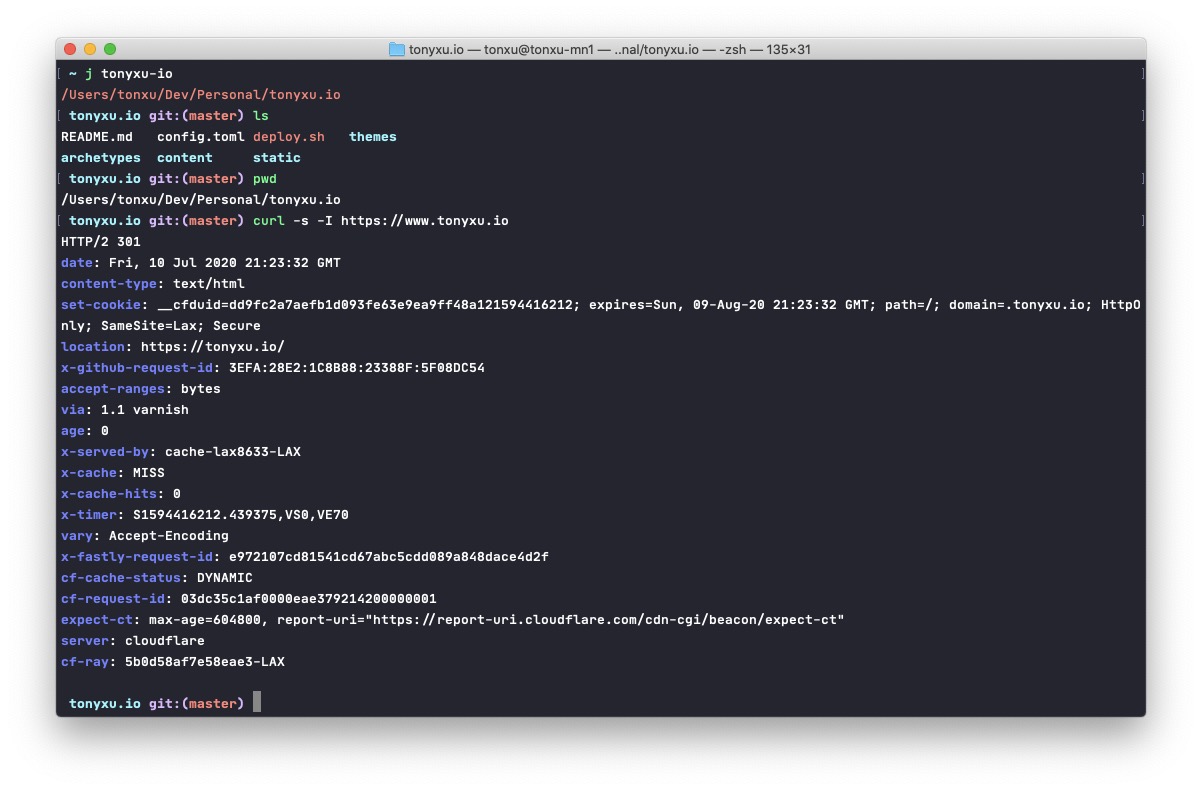 tonyxu.io — tonxu@tonxu-mn1 — ..nal/tonyxu.io — -zsh — 135×31
[ ~ j tonyxu-io ]
/Users/tonxu/Dev/Personal/tonyxu.io
[ tonyxu.io git:(master) ls ]
README.md config.toml deploy.sh themes
archetypes content static
[ tonyxu.io git:(master) pwd ]
/Users/tonxu/Dev/Personal/tonyxu.io
[ tonyxu.io git:(master) curl -s -I https://www.tonyxu.io ]
HTTP/2 301
date: Fri, 10 Jul 2020 21:23:32 GMT
content-type: text/html
set-cookie: __cfduid=dd9fc2a7aefb1d093fe63e9ea9ff48a121594416212; expires=Sun, 09-Aug-20 21:23:32 GMT; path=/; domain=.tonyxu.io; HttpO
nly; SameSite=Lax; Secure
location: https://tonyxu.io/
x-github-request-id: 3EFA:28E2:1C8B88:23388F:5F08DC54
accept-ranges: bytes
via: 1.1 varnish
age: 0
x-served-by: cache-lax8633-LAX
x-cache: MISS
x-cache-hits: 0
x-timer: S1594416212.439375,VS0,VE70
vary: Accept-Encoding
x-fastly-request-id: e972107cd81541cd67abc5cdd089a848dace4d2f
cf-cache-status: DYNAMIC
cf-request-id: 03dc35c1af0000eae379214200000001
expect-ct: max-age=604800, report-uri="https://report-uri.cloudflare.com/cdn-cgi/beacon/expect-ct"
server: cloudflare
cf-ray: 5b0d58af7e58eae3-LAX
tonyxu.io git:(master)